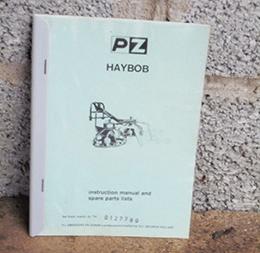 PZ
HAYBOB
instruction manual and
spare parts lists
0127780